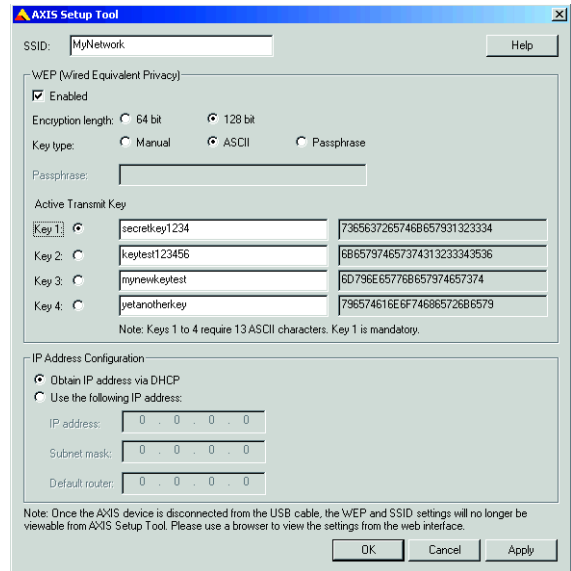 AXIS Setup Tool
SSID: MyNetwork Help
WEP (Wired Equivalent Privacy)
Enabled
Encryption length: 64 bit 128 bit
Key type: Manual ASCII Passphrase
Passphrase:
Active Transmit Key
Key 1: secretkey1234 7365637265746B657931323334
Key 2: keytest123456 6B657974657374313233343536
Key 3: mynewkeytest 6D796E65776B657974657374
Key 4: yetanotherkey 796574616E6F746865726B6579
Note: Keys 1 to 4 require 13 ASCII characters. Key 1 is mandatory.
IP Address Configuration
Obtain IP address via DHCP
Use the following IP address:
IP address: 0 . 0 . 0 . 0
Subnet mask: 0 . 0 . 0 . 0
Default router: 0 . 0 . 0 . 0
Note: Once the AXIS device is disconnected from the USB cable, the WEP and SSID settings will no longer be
viewable from AXIS Setup Tool. Please use a browser to view the settings from the web interface.
OK Cancel Apply